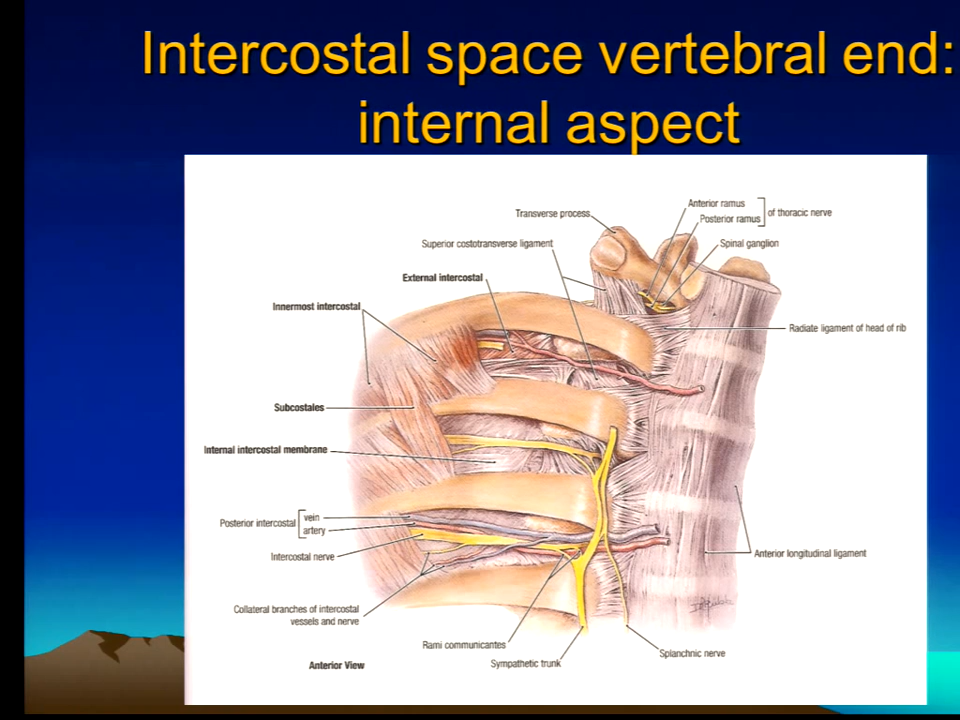 Intercostal space vertebral end:
internal aspect
Anterior ramus
Posterior ramus
of thoracic nerve
Transverse process
Superior costotransverse ligament
Spinal ganglion
External intercostal
Innermost intercostal
Radiate ligament of head of rib
Subcostales
Internal intercostal membrane
Posterior intercostal
vein
artery
Intercostal nerve
Anterior longitudinal ligament
Collateral branches of intercostal
vessels and nerve
Rami communicantes
Splanchnic nerve
Sympathetic trunk
Anterior View